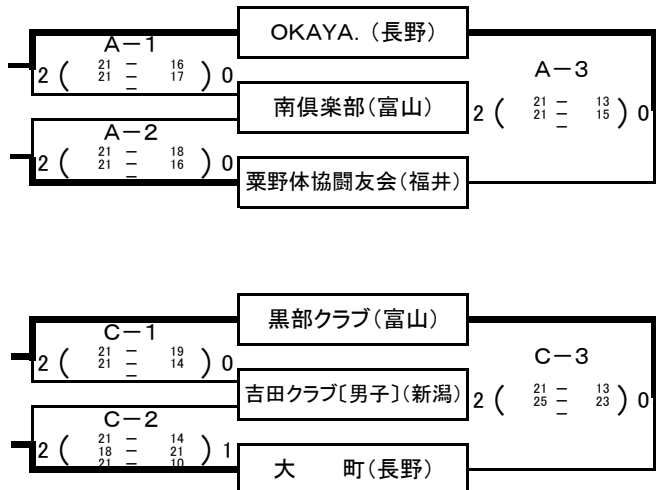 OKAYA.（長野）
A－1
2 ( 21 － 16 ) 0
21 － 17
－
A－3
南倶楽部（富山）
2 ( 21 － 13 ) 0
21 － 15
－
A－2
2 ( 21 － 18 ) 0
21 － 16
－
粟野体協闘友会（福井）
黒部クラブ（富山）
C－1
2 ( 21 － 19 ) 0
21 － 14
－
C－3
吉田クラブ〔男子〕（新潟）
2 ( 21 － 13 ) 0
25 － 23
－
C－2
2 ( 21 － 14 ) 1
18 － 21
21 － 10
大　町（長野）